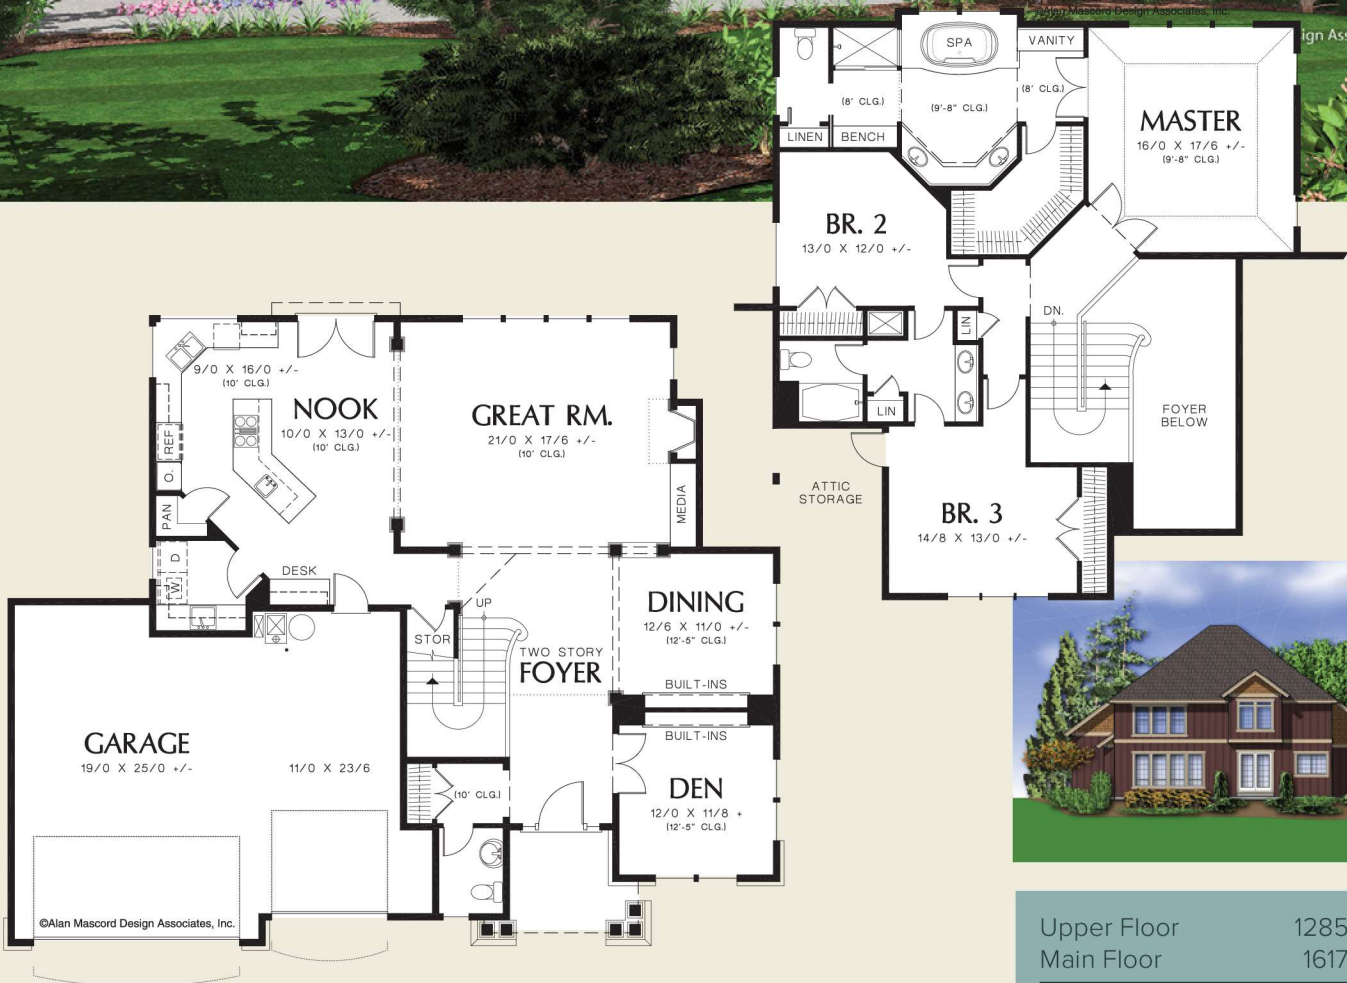 ©Alan Mascord Design Associates, Inc.
ign Ass
SPA
VANITY
(8' CLG.)
(9'-8" CLG.)
(8' CLG.)
LINEN
BENCH
MASTER
16/0 X 17/6 +/-
(9'-8" CLG.)
BR. 2
13/0 X 12/0 +/-
DN.
LIN
LIN
FOYER
BELOW
ATTIC
STORAGE
BR. 3
14/8 X 13/0 +/-
9/0 X 16/0 +/-
(10' CLG.)
NOOK
10/0 X 13/0 +/-
(10' CLG.)
GREAT RM.
21/0 X 17/6 +/-
(10' CLG.)
REF
O.
PAN
MEDIA
D
W
DESK
UP
STOR
TWO STORY
FOYER
DINING
12/6 X 11/0 +/-
(12'-5" CLG.)
BUILT-INS
BUILT-INS
GARAGE
19/0 X 25/0 +/-
11/0 X 23/6
(10' CLG.)
DEN
12/0 X 11/8 +
(12'-5" CLG.)
©Alan Mascord Design Associates, Inc.
Upper Floor 1285
Main Floor 1617